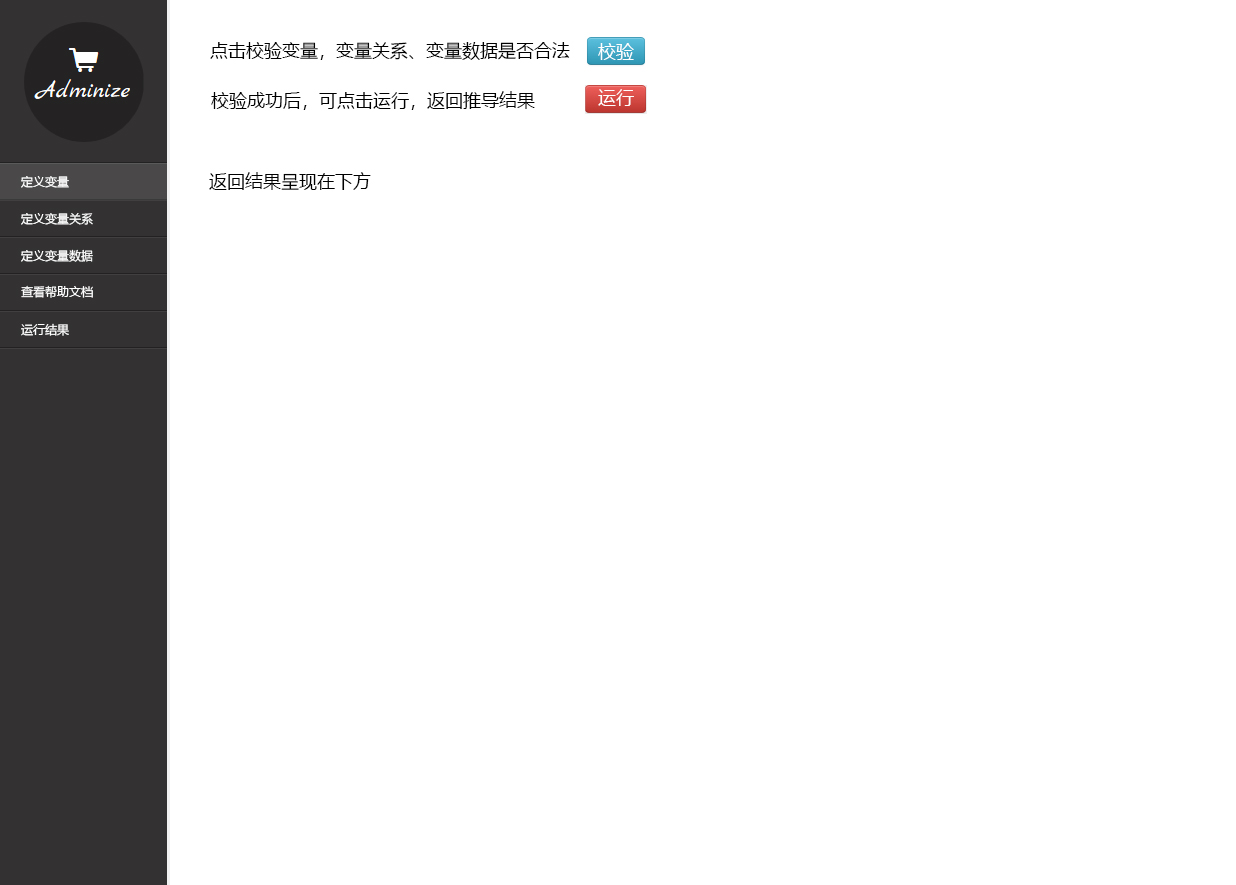 Adminize
定义变量
定义变量关系
定义变量数据
查看帮助文档
运行结果
点击校验变量，变量关系、变量数据是否合法 校验
校验成功后，可点击运行，返回推导结果 运行
返回结果呈现在下方